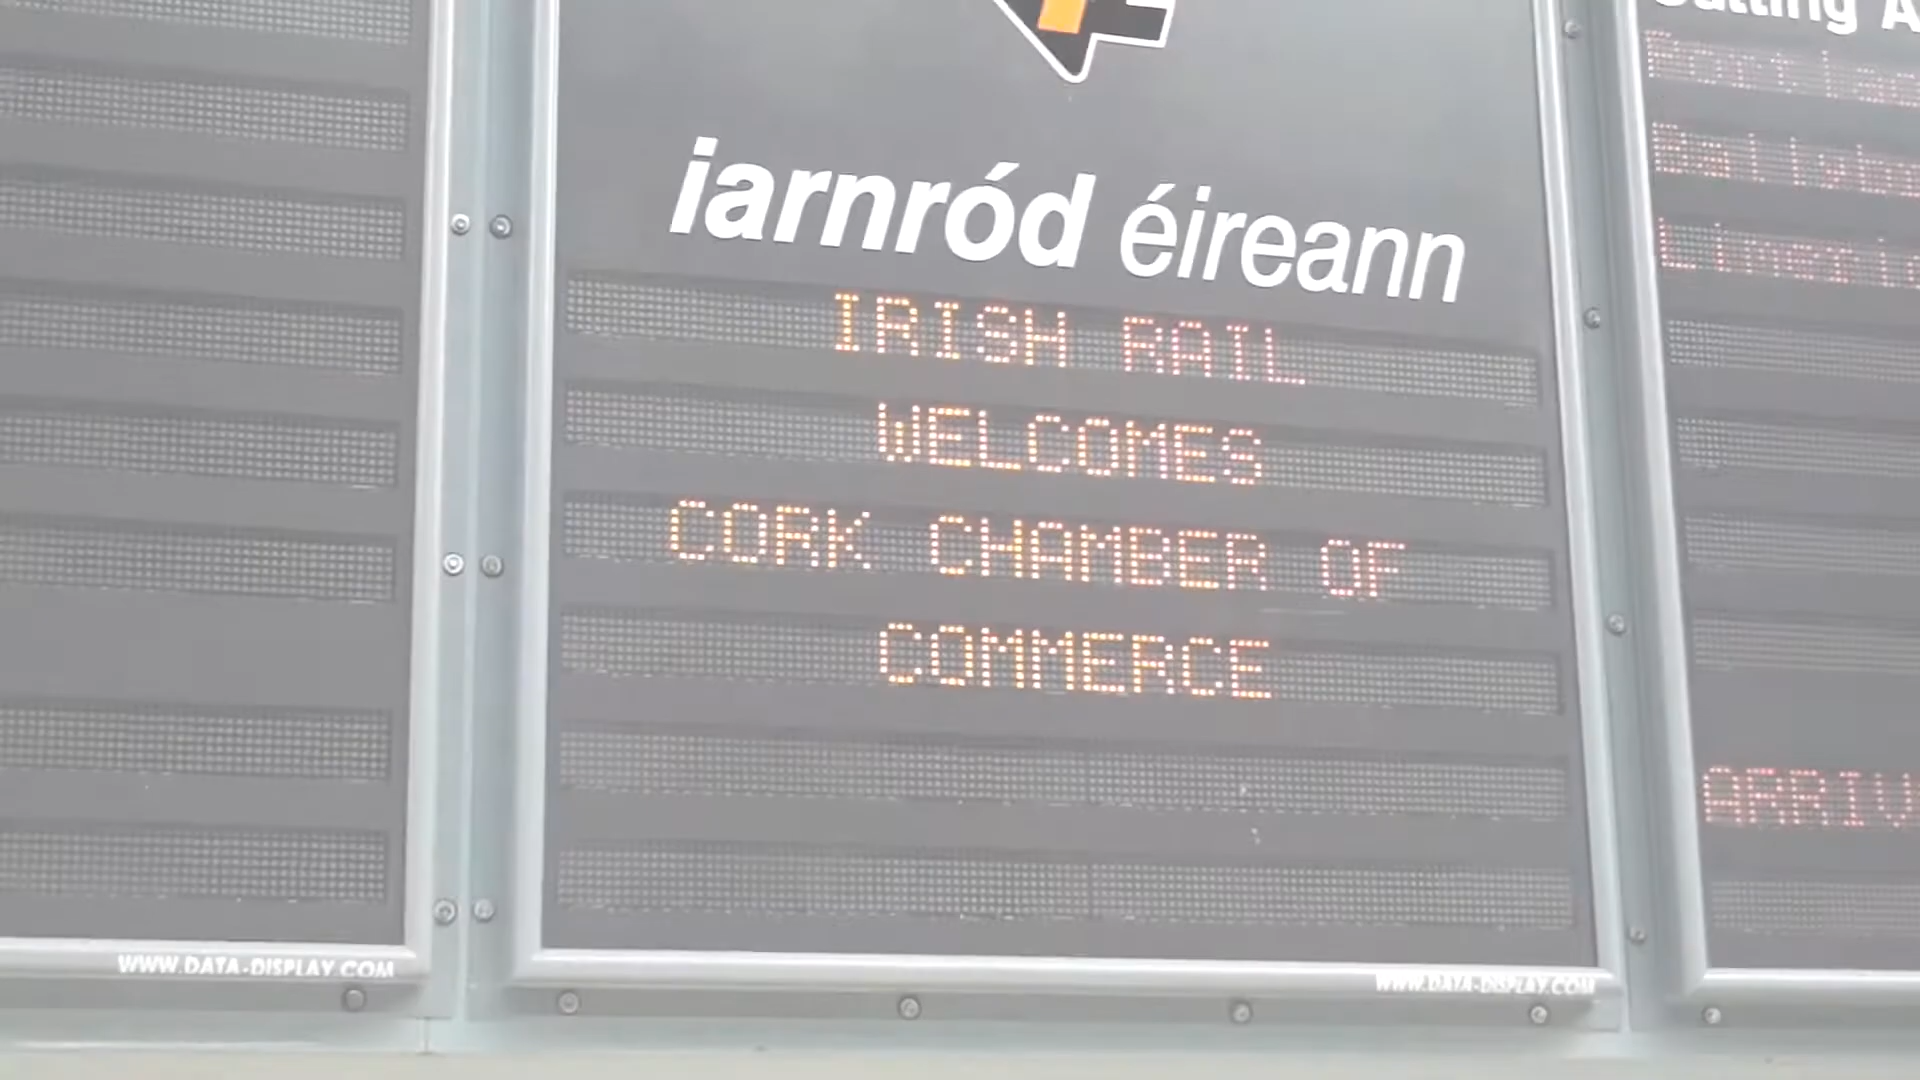 iarnród éireann
IRISH RAIL
WELCOMES
CORK CHAMBER OF
COMMERCE
WWW.DATA-DISPLAY.COM
WWW.DATA-DISPLAY.COM